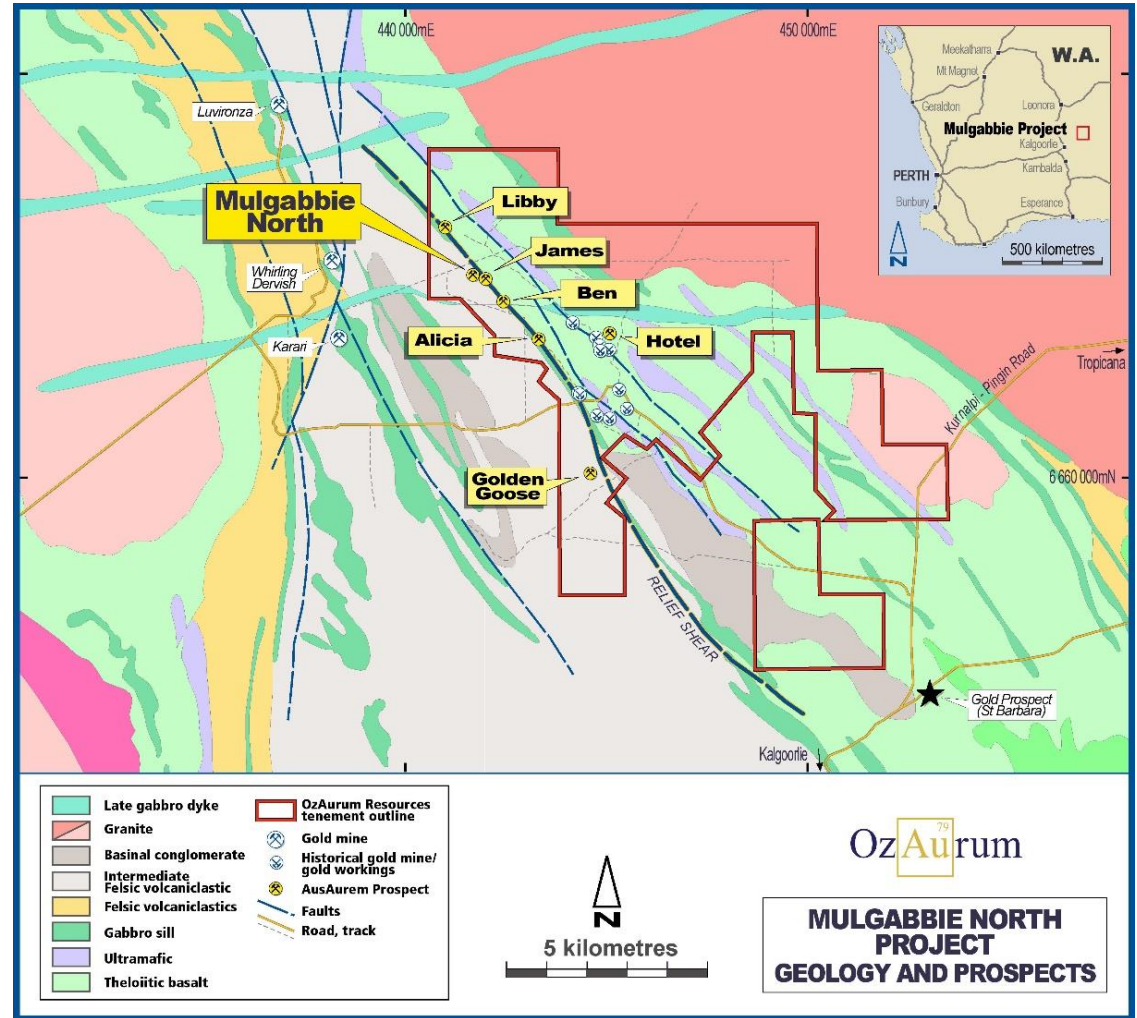 440 000mE
450 000mE
Luvironza
Mulgabbie
North
Libby
James
Ben
Whirling
Dervish
Karari
Alicia
Hotel
Golden
Goose
Tropicana
Kurnalpi - Pingin Road
6 660 000mN
RELIEF SHEAR
Gold Prospect
(St Barbara)
Kalgoorlie
W.A.
Meekatharra
Mt Magnet
Geraldton
Leonora
Mulgabbie Project
Kalgoorlie
Kambalda
PERTH
Bunbury
Esperance
N
500 kilometres
Late gabbro dyke
Granite
Basinal conglomerate
Intermediate
Felsic volcaniclastic
Felsic volcaniclastics
Gabbro sill
Ultramafic
Theloiitic basalt
OzAurum Resources
tenement outline
Gold mine
Historical gold mine/
gold workings
AusAurem Prospect
Faults
Road, track
N
5 kilometres
79
OzAurum
MULGABBIE NORTH
PROJECT
GEOLOGY AND PROSPECTS